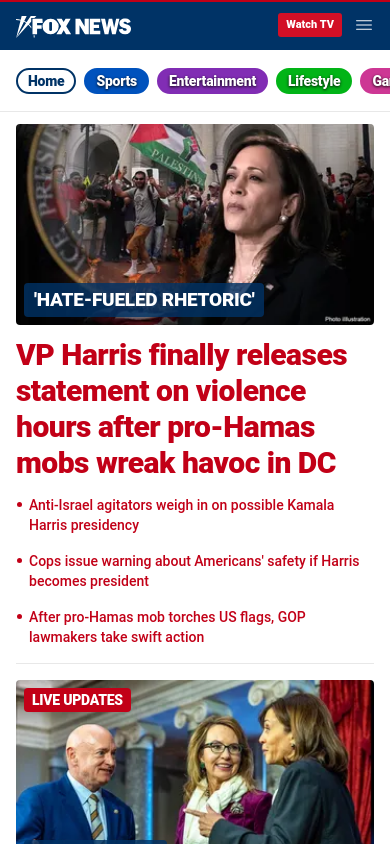 FOX NEWS
Watch TV
Home
Sports
Entertainment
Lifestyle
PALESTIN
'HATE-FUELED RHETORIC'
Photo Illustration
VP Harris finally releases
statement on violence
hours after pro-Hamas
mobs wreak havoc in DC
• Anti-Israel agitators weigh in on possible Kamala
Harris presidency
• Cops issue warning about Americans' safety if Harris
becomes president
• After pro-Hamas mob torches US flags, GOP
lawmakers take swift action
LIVE UPDATES